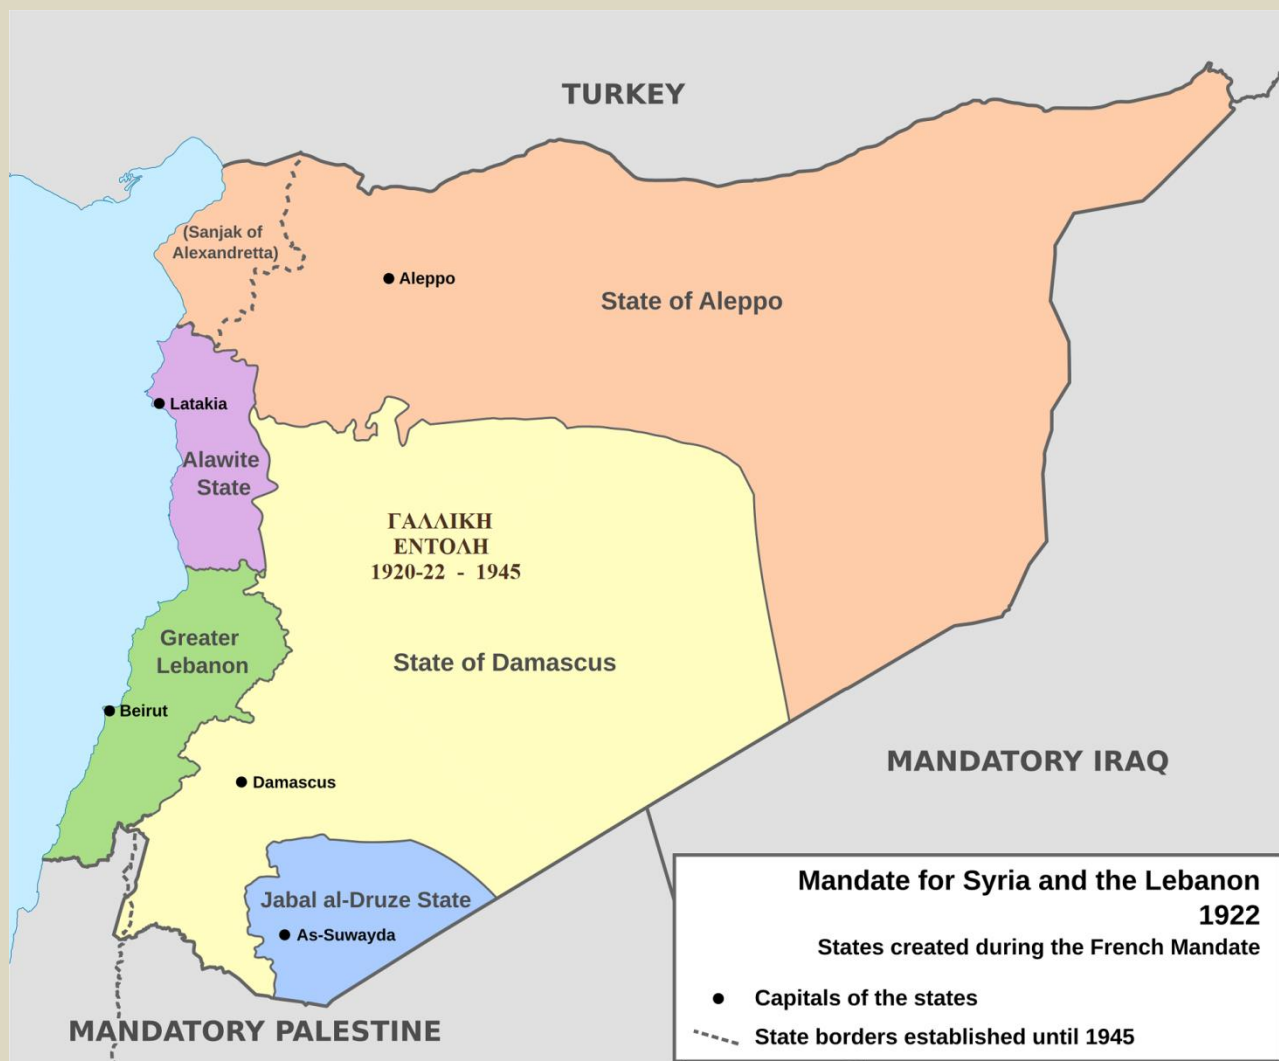 TURKEY
(Sanjak of
Alexandretta)
Aleppo
State of Aleppo
Latakia
Alawite
State
ΓΑΛΛΙΚΗ
ΕΝΤΟΛΗ
1920-22 - 1945
Greater
Lebanon
State of Damascus
Beirut
MANDATORY IRAQ
Damascus
Jabal al-Druze State
As-Suwayda
MANDATORY PALESTINE
Mandate for Syria and the Lebanon
1922
States created during the French Mandate
Capitals of the states
State borders established until 1945